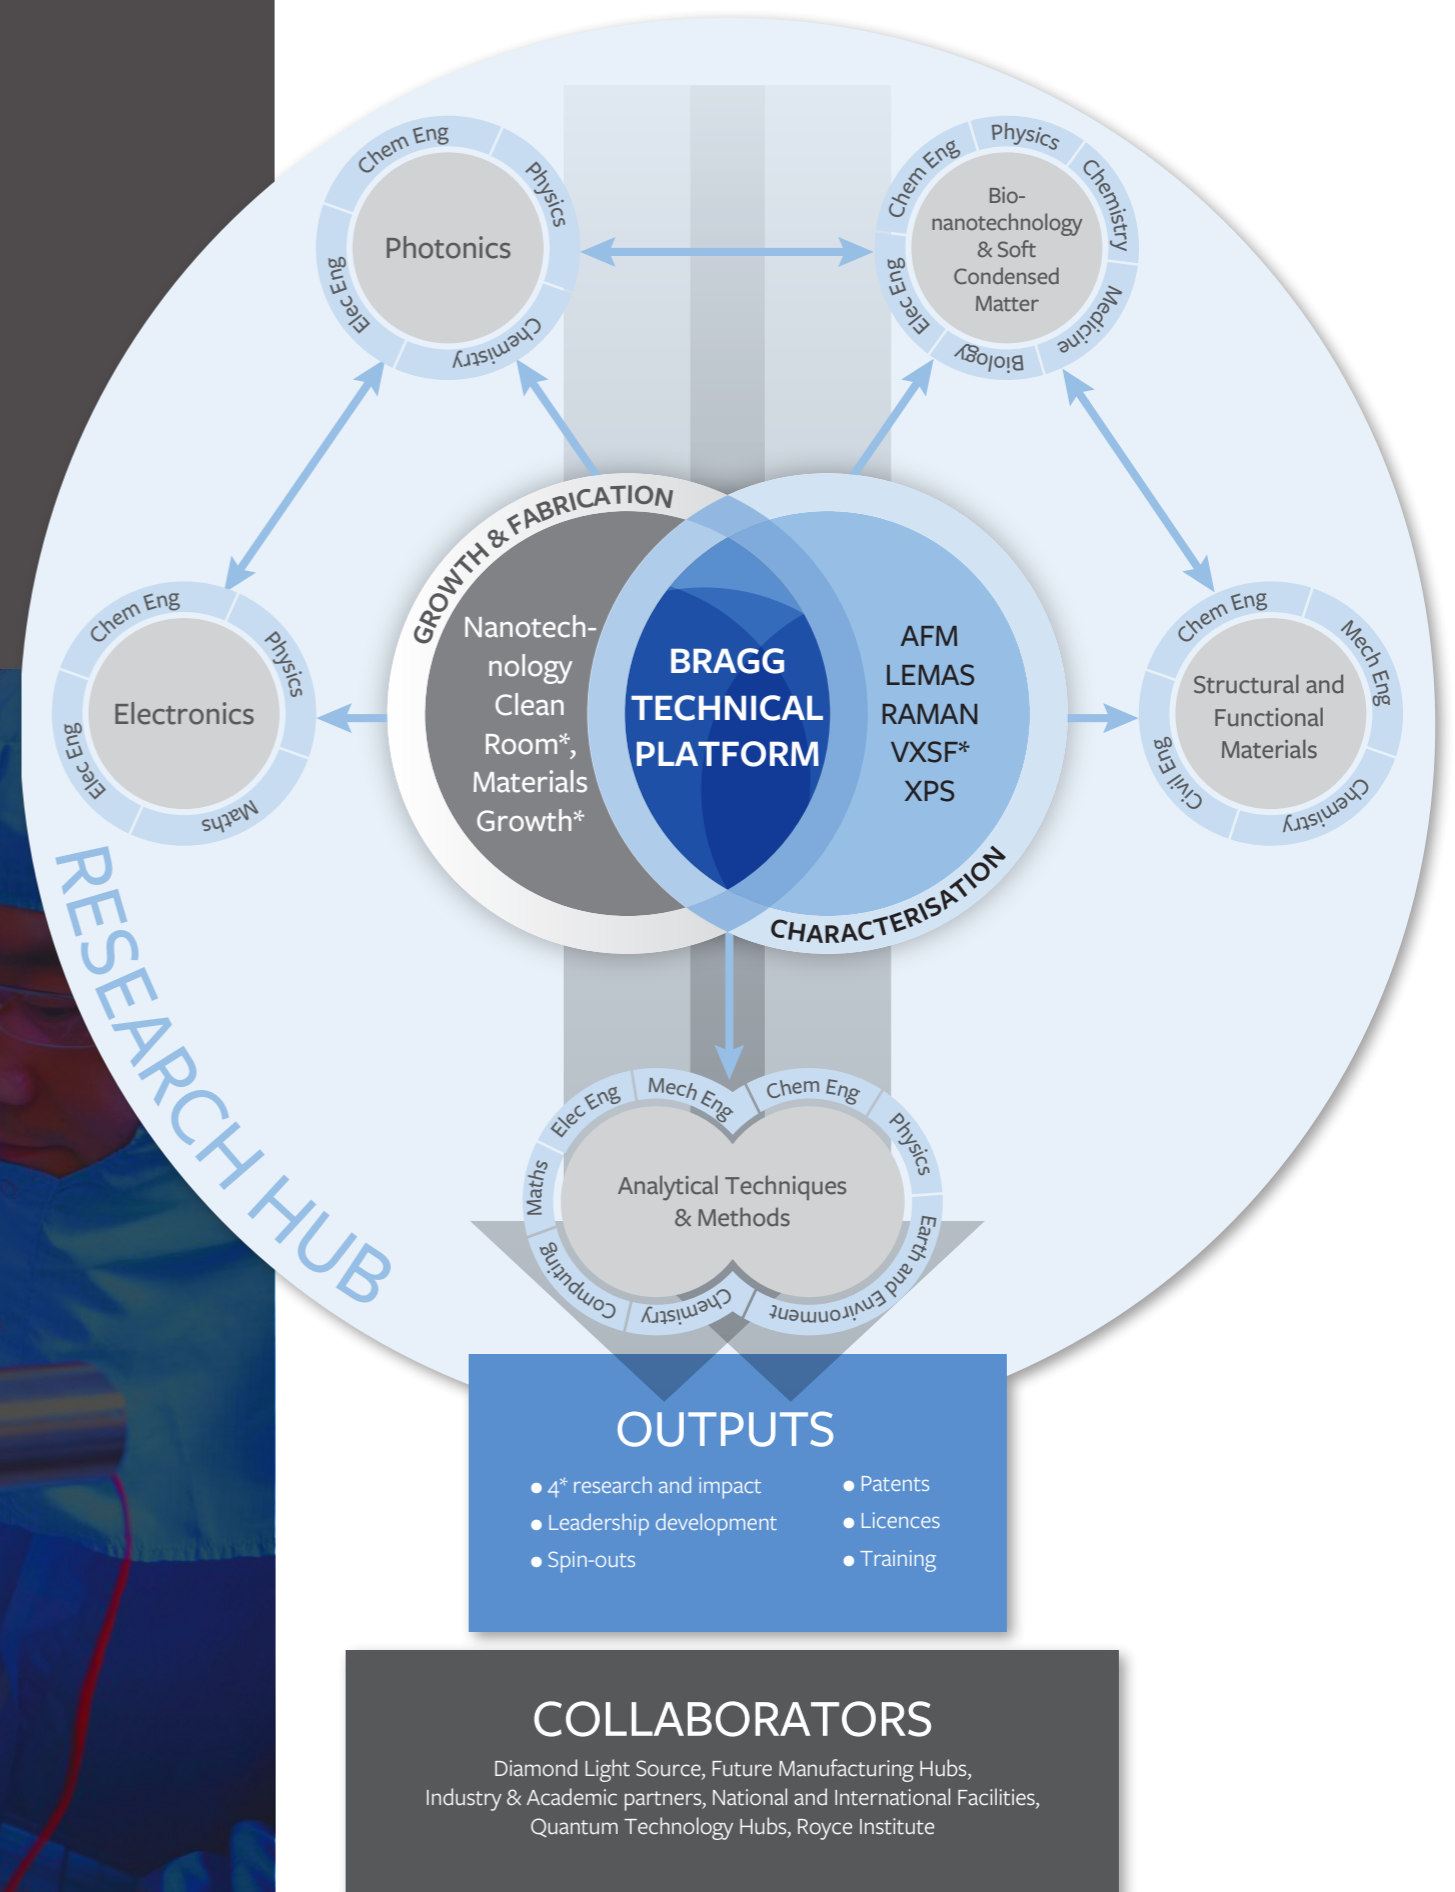 Chem Eng
Physics
Chemistry
Elec Eng
Photonics
Chem Eng
Physics
Chemistry
Medicine
Biology
Elec Eng
Bio-
nanotechnology
& Soft
Condensed
Matter
GROWTH & FABRICATION
Nanotech-
nology
Clean
Room*,
Materials
Growth*
BRAGG
TECHNICAL
PLATFORM
AFM
LEMAS
RAMAN
VXSF*
XPS
CHARACTERISATION
Chem Eng
Physics
Maths
Elec Eng
Electronics
Chem Eng
Mech Eng
Chemistry
Civil Eng
Structural and
Functional
Materials
RESEARCH HUB
Elec Eng
Mech Eng
Chem Eng
Physics
Earth and Environment
Chemistry
Computing
Maths
Analytical Techniques
& Methods
OUTPUTS
• 4* research and impact
• Leadership development
• Spin-outs
• Patents
• Licences
• Training
COLLABORATORS
Diamond Light Source, Future Manufacturing Hubs,
Industry & Academic partners, National and International Facilities,
Quantum Technology Hubs, Royce Institute